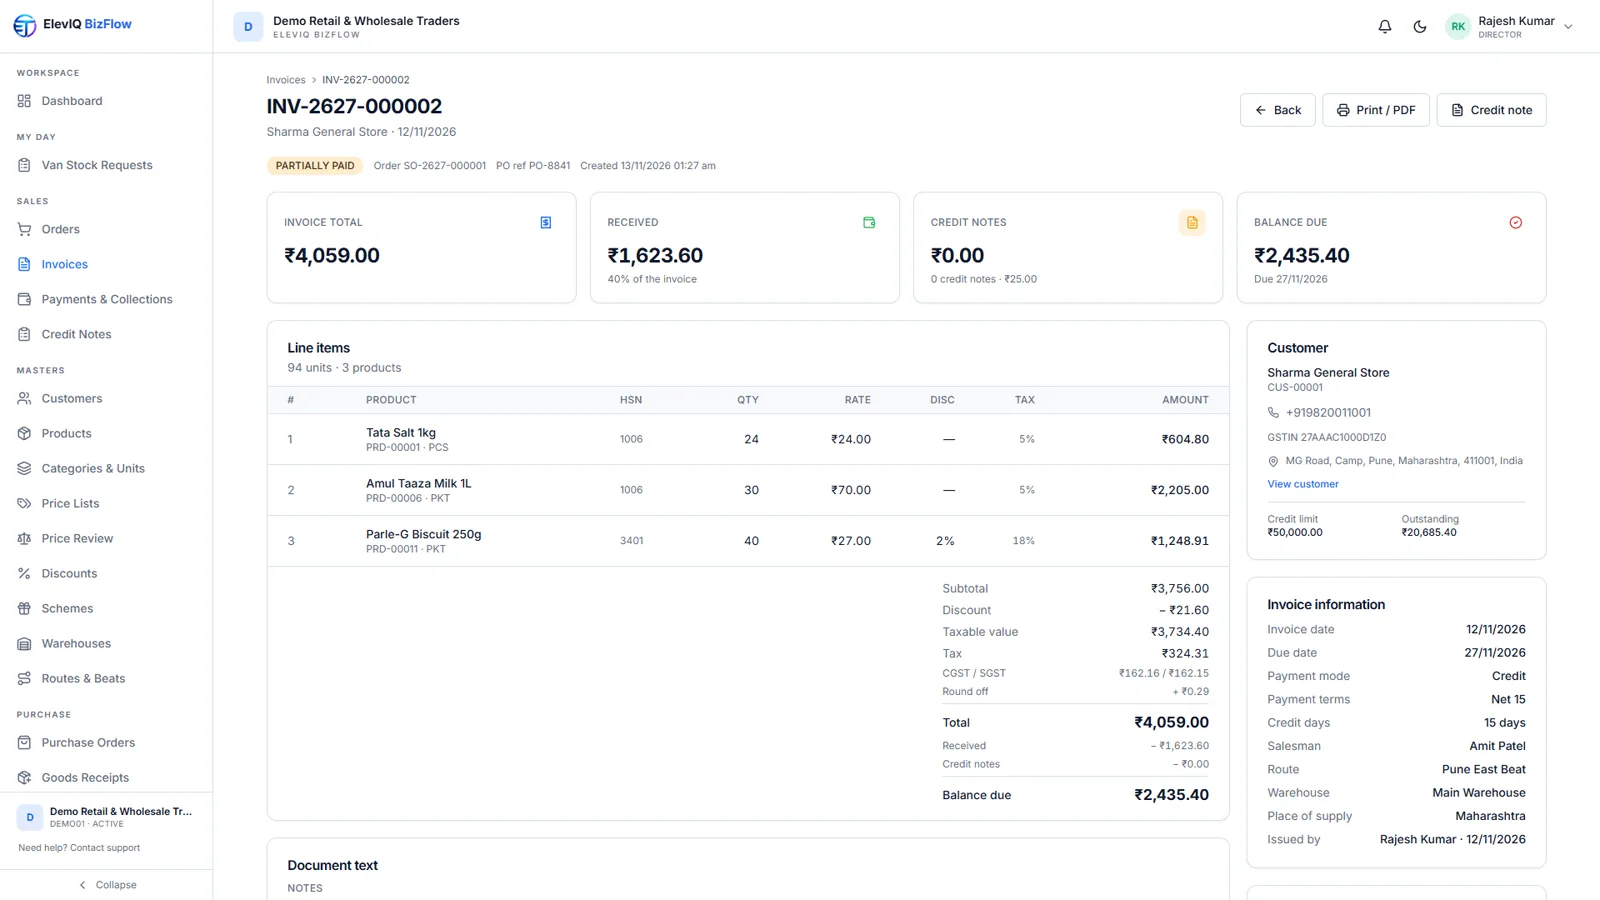 ElevIQ BizFlow
WORKSPACE
Dashboard
MY DAY
Van Stock Requests
SALES
Orders
Invoices
Payments & Collections
Credit Notes
MASTERS
Customers
Products
Categories & Units
Price Lists
Price Review
Discounts
Schemes
Warehouses
Routes & Beats
PURCHASE
Purchase Orders
Goods Receipts
D
Demo Retail & Wholesale Tr...
DEMO01 · ACTIVE
Need help? Contact support
Collapse
D
Demo Retail & Wholesale Traders
ELEVIQ BIZFLOW
RK
Rajesh Kumar
DIRECTOR
Invoices > INV-2627-000002
INV-2627-000002
Sharma General Store · 12/11/2026
Back
Print / PDF
Credit note
PARTIALLY PAID Order SO-2627-000001 PO ref PO-8841 Created 13/11/2026 01:27 am
INVOICE TOTAL
₹4,059.00
RECEIVED
₹1,623.60
40% of the invoice
CREDIT NOTES
₹0.00
0 credit notes · ₹25.00
BALANCE DUE
₹2,435.40
Due 27/11/2026
Line items
94 units · 3 products
# PRODUCT HSN QTY RATE DISC TAX AMOUNT
1 Tata Salt 1kg 1006 24 ₹24.00 — 5% ₹604.80
PRD-00001 · PCS
2 Amul Taaza Milk 1L 1006 30 ₹70.00 — 5% ₹2,205.00
PRD-00006 · PKT
3 Parle-G Biscuit 250g 3401 40 ₹27.00 2% 18% ₹1,248.91
PRD-00011 · PKT
Subtotal ₹3,756.00
Discount − ₹21.60
Taxable value ₹3,734.40
Tax ₹324.31
CGST / SGST ₹162.16 / ₹162.15
Round off + ₹0.29
Total ₹4,059.00
Received − ₹1,623.60
Credit notes − ₹0.00
Balance due ₹2,435.40
Document text
NOTES
Customer
Sharma General Store
CUS-00001
+919820011001
GSTIN 27AAAC1000D1Z0
MG Road, Camp, Pune, Maharashtra, 411001, India
View customer
Credit limit Outstanding
₹50,000.00 ₹20,685.40
Invoice information
Invoice date 12/11/2026
Due date 27/11/2026
Payment mode Credit
Payment terms Net 15
Credit days 15 days
Salesman Amit Patel
Route Pune East Beat
Warehouse Main Warehouse
Place of supply Maharashtra
Issued by Rajesh Kumar · 12/11/2026